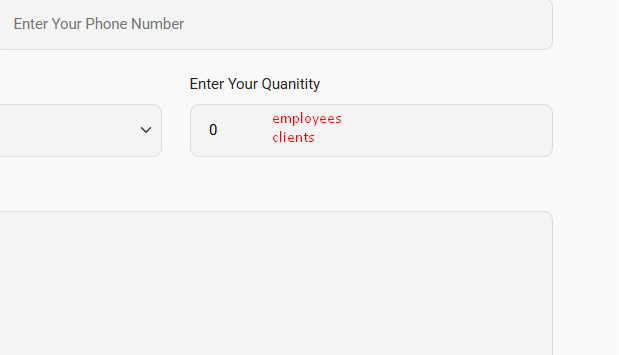 Enter Your Phone Number
Enter Your Quanitity
0
employees
clients